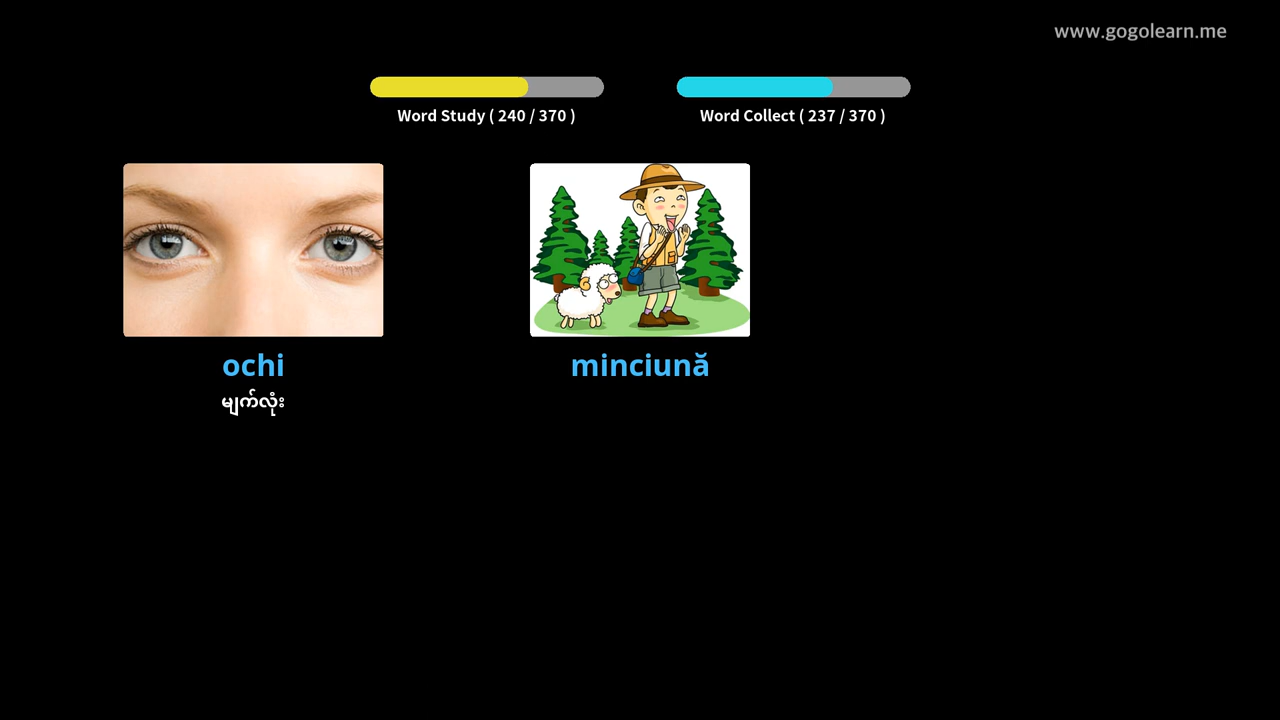 www.gogolearn.me
Word Study ( 240 / 370 )
Word Collect ( 237 / 370 )
ochi
minciună
မျက်လုံး